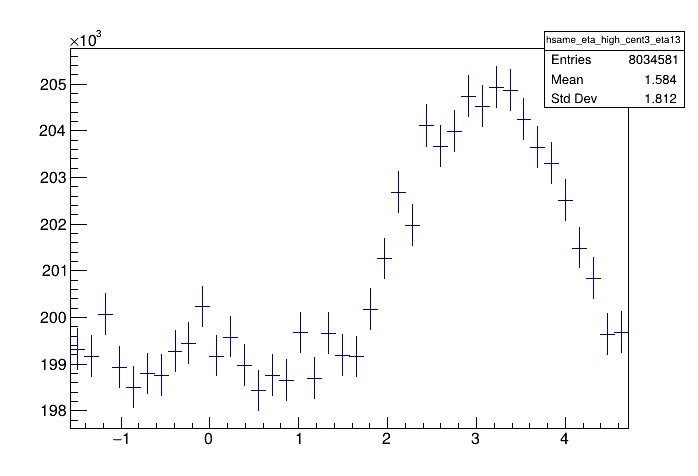 ×10³
hsame_eta_high_cent3_eta13
Entries 8034581
Mean 1.584
Std Dev 1.812
205
204
203
202
201
200
199
198
−1 0 1 2 3 4